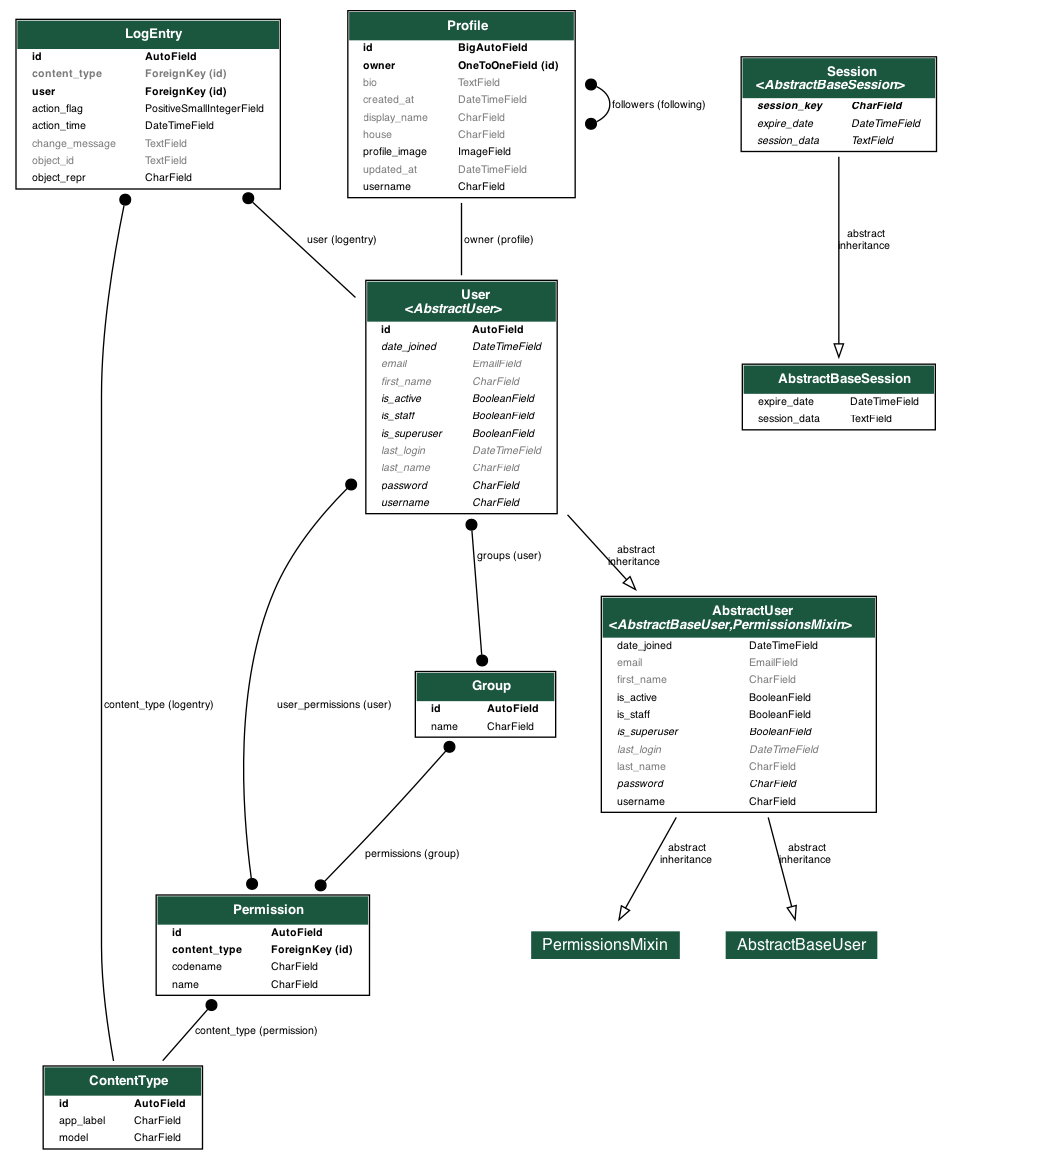 LogEntry
id AutoField
content_type ForeignKey (id)
user ForeignKey (id)
action_flag PositiveSmallIntegerField
action_time DateTimeField
change_message TextField
object_id TextField
object_repr CharField
Profile
id BigAutoField
owner OneToOneField (id)
bio TextField
created_at DateTimeField
display_name CharField
house CharField
profile_image ImageField
updated_at DateTimeField
username CharField
followers (following)
Session
<AbstractBaseSession>
session_key CharField
expire_date DateTimeField
session_data TextField
user (logentry)
owner (profile)
abstract
inheritance
User
<AbstractUser>
id AutoField
date_joined DateTimeField
email EmailField
first_name CharField
is_active BooleanField
is_staff BooleanField
is_superuser BooleanField
last_login DateTimeField
last_name CharField
password CharField
username CharField
AbstractBaseSession
expire_date DateTimeField
session_data TextField
groups (user)
abstract
inheritance
AbstractUser
<AbstractBaseUser,PermissionsMixin>
date_joined DateTimeField
email EmailField
first_name CharField
is_active BooleanField
is_staff BooleanField
is_superuser BooleanField
last_login DateTimeField
last_name CharField
password CharField
username CharField
Group
id AutoField
name CharField
content_type (logentry)
user_permissions (user)
permissions (group)
abstract
inheritance
abstract
inheritance
Permission
id AutoField
content_type ForeignKey (id)
codename CharField
name CharField
PermissionsMixin
AbstractBaseUser
content_type (permission)
ContentType
id AutoField
app_label CharField
model CharField